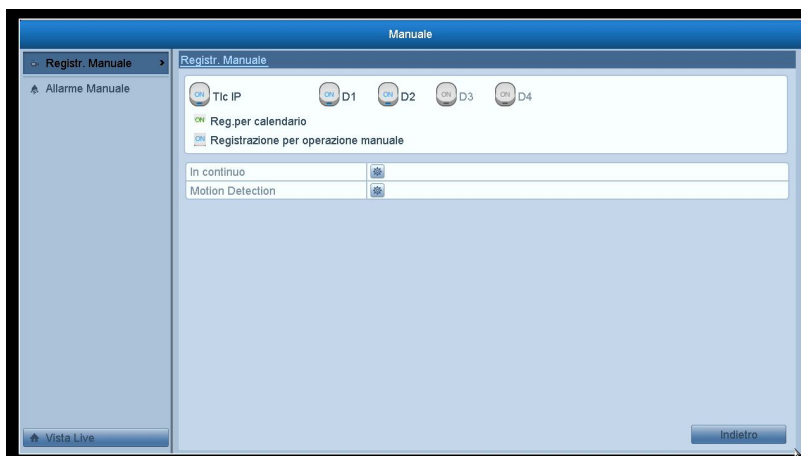 Manuale
Registr. Manuale
Allarme Manuale
Registr. Manuale
ON Tlc IP ON D1 ON D2 ON D3 ON D4
ON Reg.per calendario
ON Registrazione per operazione manuale
In continuo
Motion Detection
Vista Live
Indietro